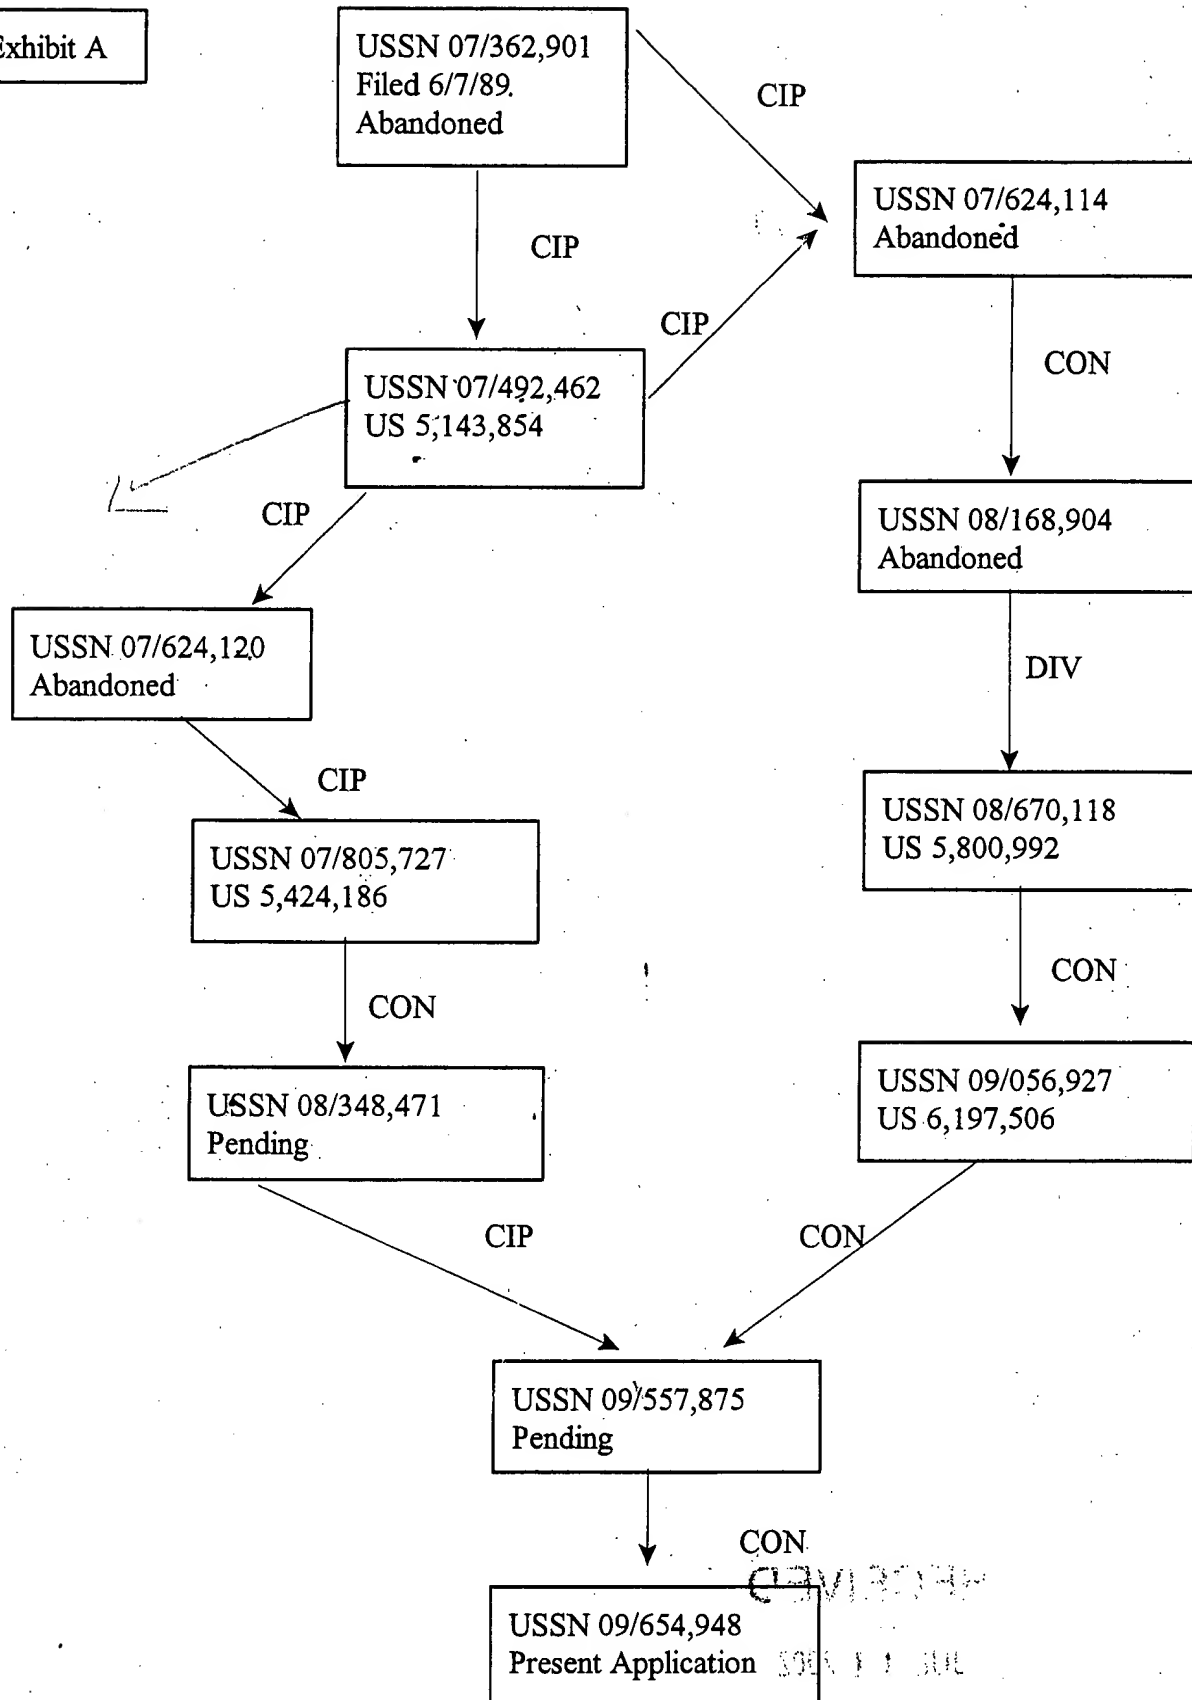 Exhibit A
USSN 07/362,901
Filed 6/7/89.
Abandoned
CIP
USSN 07/624,114
Abandoned
CIP
CIP
USSN 07/492,462
US 5,143,854
CON
CIP
USSN 08/168,904
Abandoned
USSN 07/624,120
Abandoned
DIV
CIP
USSN 08/670,118
US 5,800,992
USSN 07/805,727
US 5,424,186
CON
CON
USSN 09/056,927
US 6,197,506
USSN 08/348,471
Pending
CIP
CON
USSN 09/557,875
Pending
CON
RECEIVED
USSN 09/654,948
Present Application